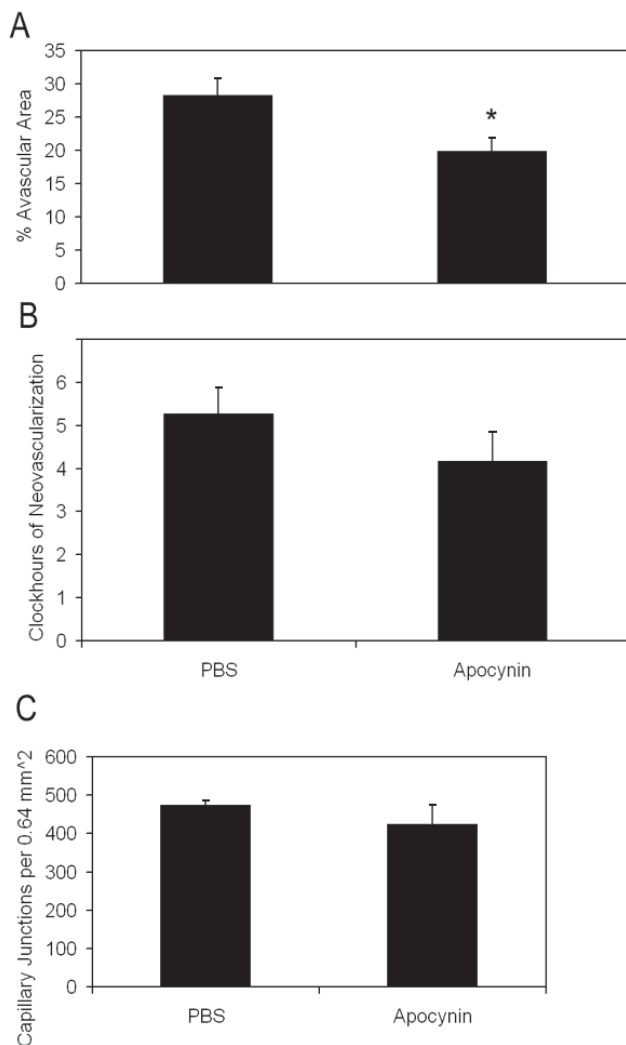 A
% Avascular Area
35
30
25
20
15
10
5
0
*
B
Clockhours of Neovascularization
6
5
4
3
2
1
0
PBS Apocynin
C
Capillary Junctions per 0.64 mm^2
600
500
400
300
200
100
0
PBS Apocynin